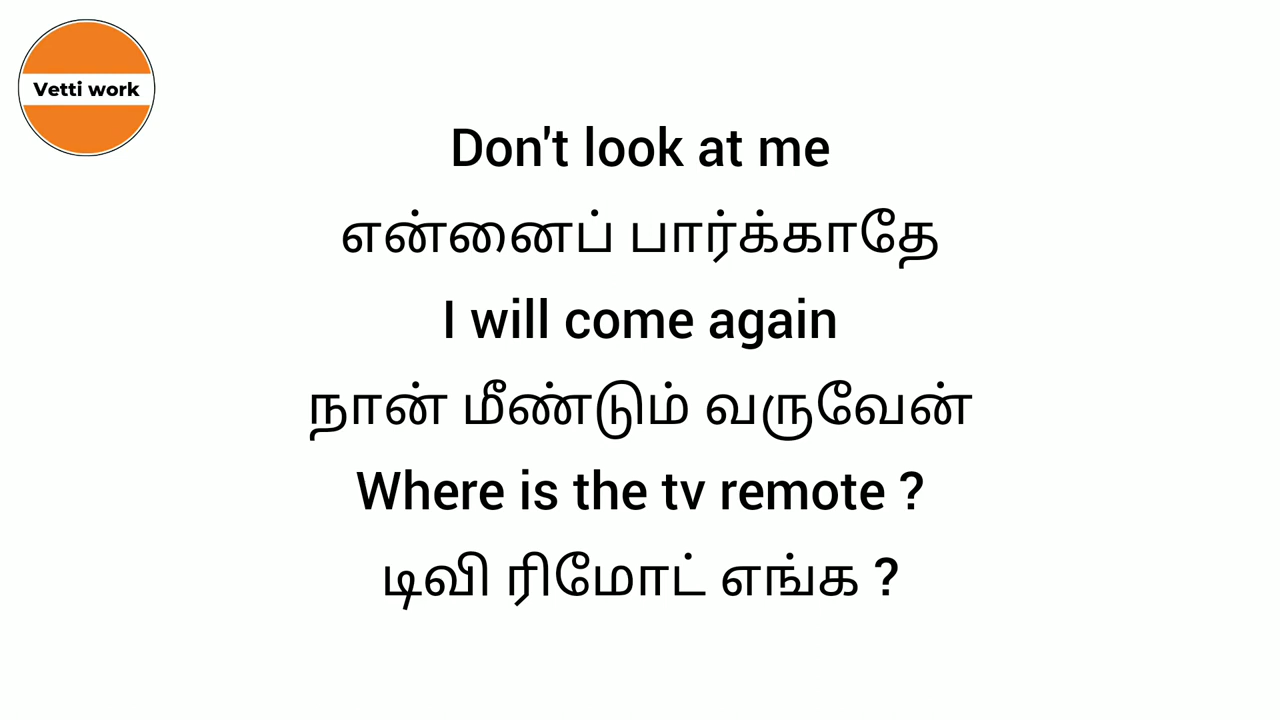 Vetti work
Don't look at me
என்னைப் பார்க்காதே
I will come again
நான் மீண்டும் வருவேன்
Where is the tv remote ?
டிவி ரிமோட் எங்க ?